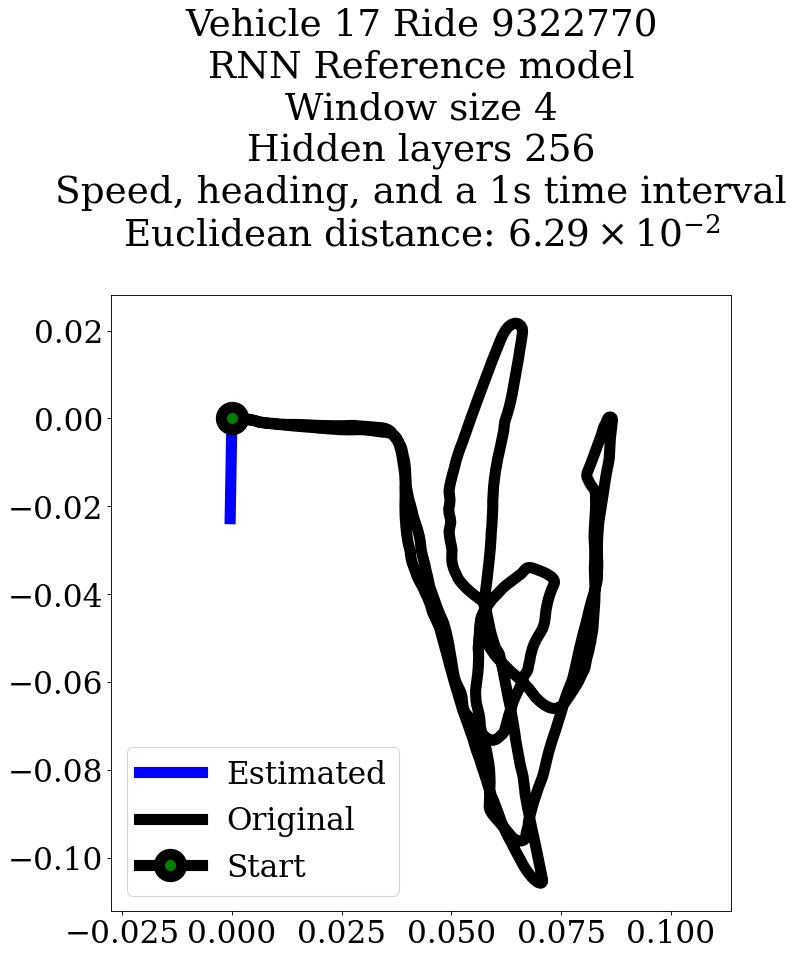 Vehicle 17 Ride 9322770
RNN Reference model
Window size 4
Hidden layers 256
Speed, heading, and a 1s time interval
Euclidean distance: 6.29 × 10⁻²
0.02
0.00
−0.02
−0.04
−0.06
−0.08
−0.10
Estimated
Original
Start
−0.025 0.000 0.025 0.050 0.075 0.100